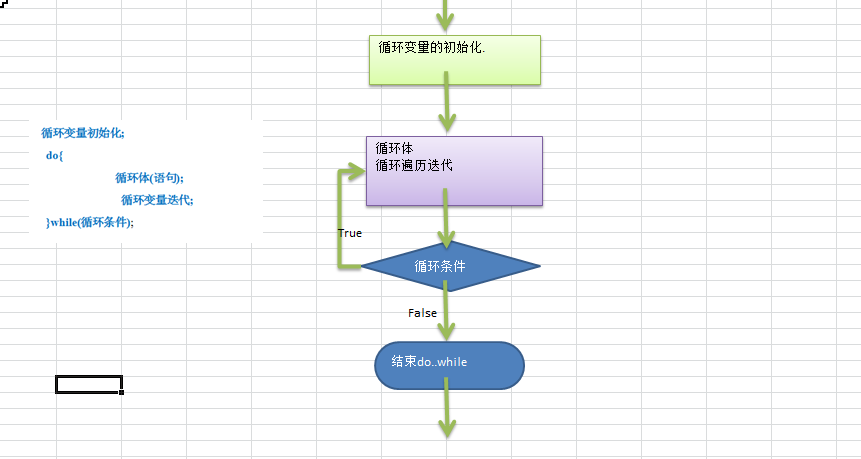 循环变量的初始化.
循环变量初始化;
do{
循环体(语句);
循环变量迭代;
}while(循环条件);
循环体
循环遍历迭代
True
循环条件
False
结束do..while